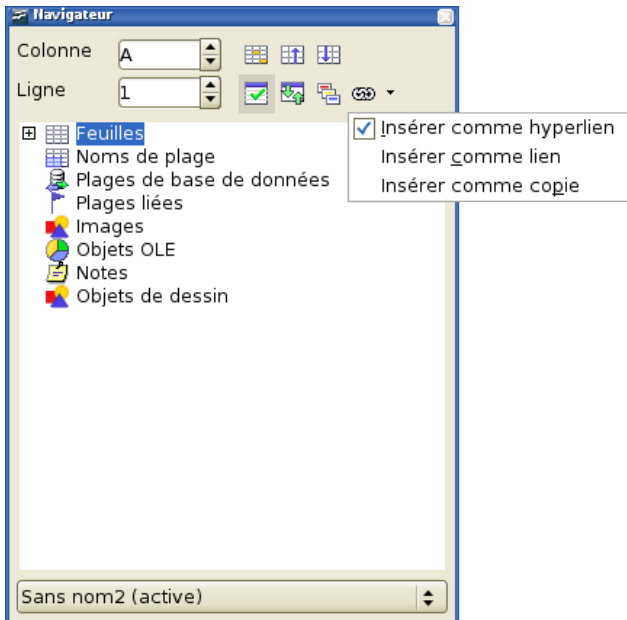 Navigateur
Colonne A
Ligne 1
Insérer comme hyperlien
Insérer comme lien
Insérer comme copie
Feuilles
Noms de plage
Plages de base de données
Plages liées
Images
Objets OLE
Notes
Objets de dessin
Sans nom2 (active)